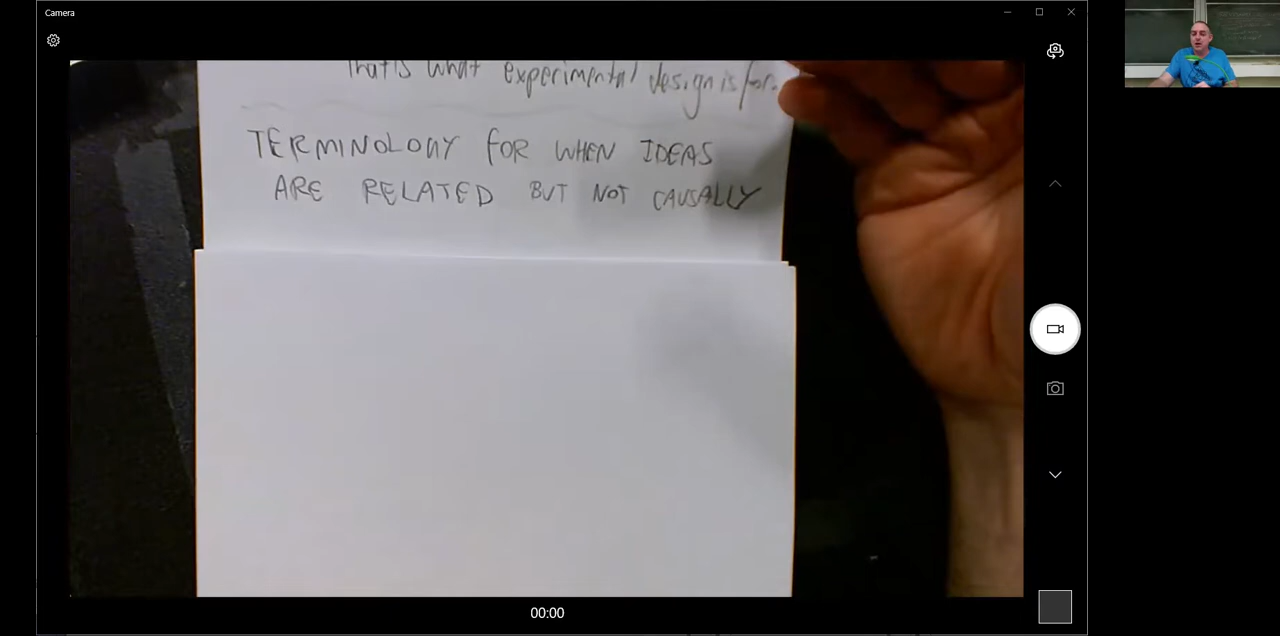 Camera
That's what experimental design is for.
TERMINOLOGY FOR WHEN IDEAS
ARE RELATED BUT NOT CAUSALLY
00:00